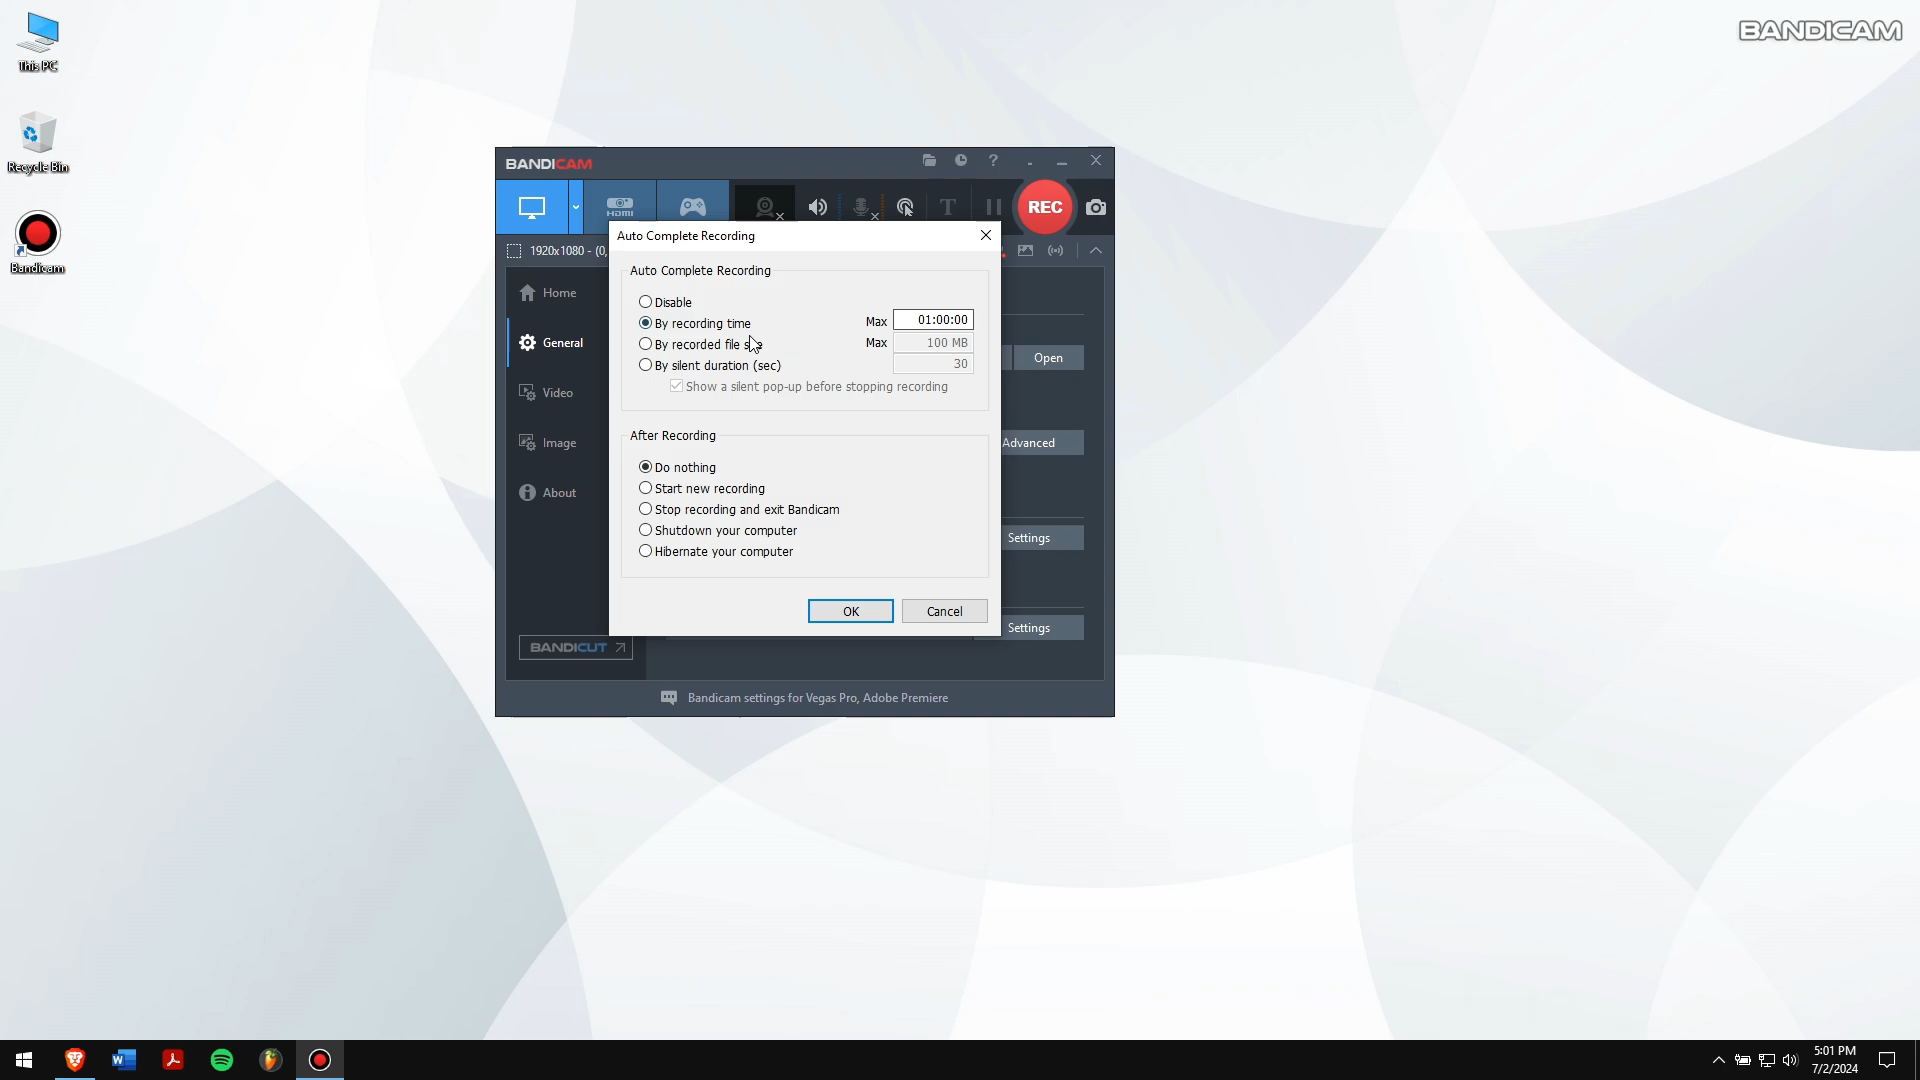 BANDICAM
This PC
Recycle Bin
Bandicam
BANDICAM
?
HDMI
T
REC
1920x1080 - (0,
Auto Complete Recording
Auto Complete Recording
Disable
By recording time
Max
01:00:00
By recorded file
Max
100 MB
By silent duration (sec)
30
Show a silent pop-up before stopping recording
After Recording
Do nothing
Start new recording
Stop recording and exit Bandicam
Shutdown your computer
Hibernate your computer
OK
Cancel
Home
General
Video
Image
About
Open
Advanced
Settings
Settings
BANDICUT
Bandicam settings for Vegas Pro, Adobe Premiere
5:01 PM
7/2/2024